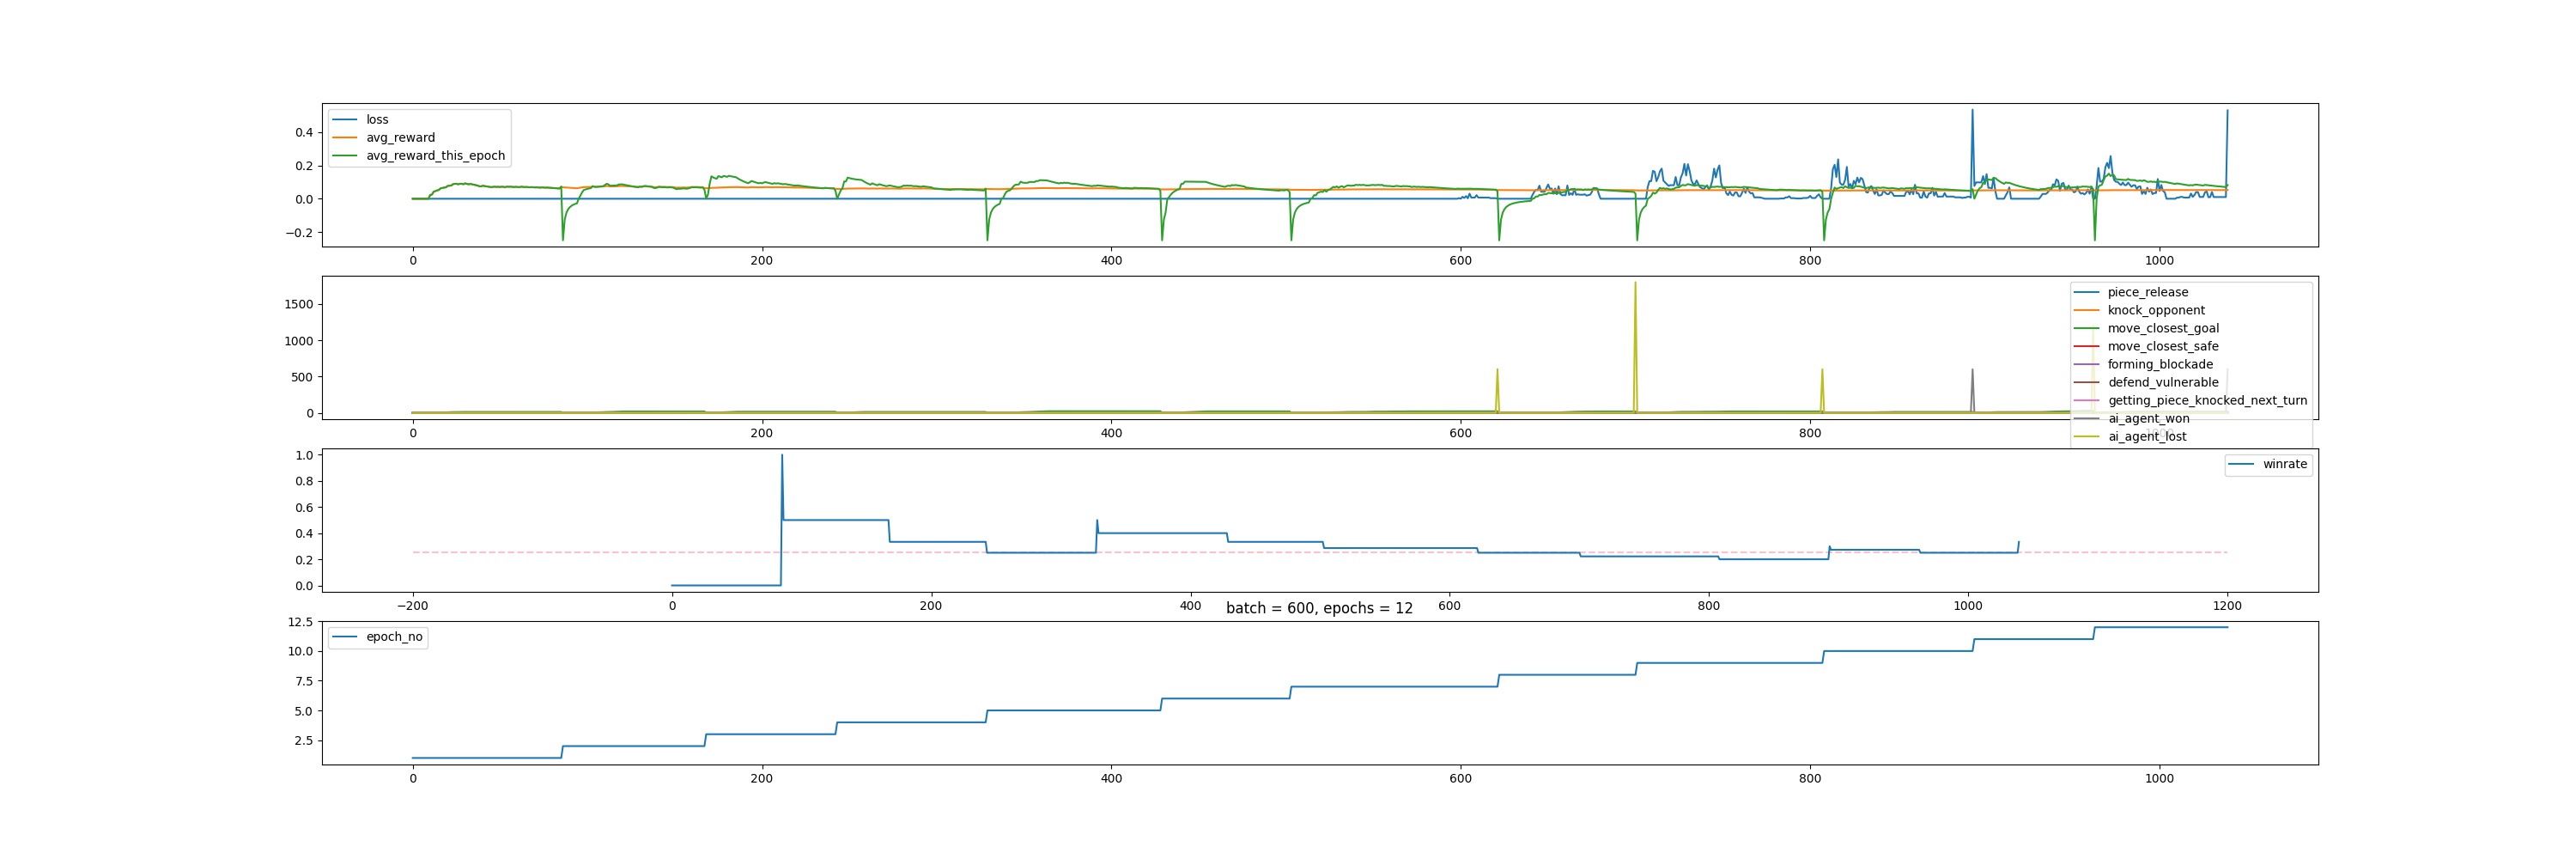 loss
avg_reward
avg_reward_this_epoch
0.4
0.2
0.0
−0.2
0 200 400 600 800 1000
piece_release
knock_opponent
move_closest_goal
move_closest_safe
forming_blockade
defend_vulnerable
getting_piece_knocked_next_turn
ai_agent_won
ai_agent_lost
1500
1000
500
0
0 200 400 600 800 1000
winrate
1.0
0.8
0.6
0.4
0.2
0.0
−200 0 200 400 600 800 1000 1200
batch = 600, epochs = 12
epoch_no
12.5
10.0
7.5
5.0
2.5
0 200 400 600 800 1000